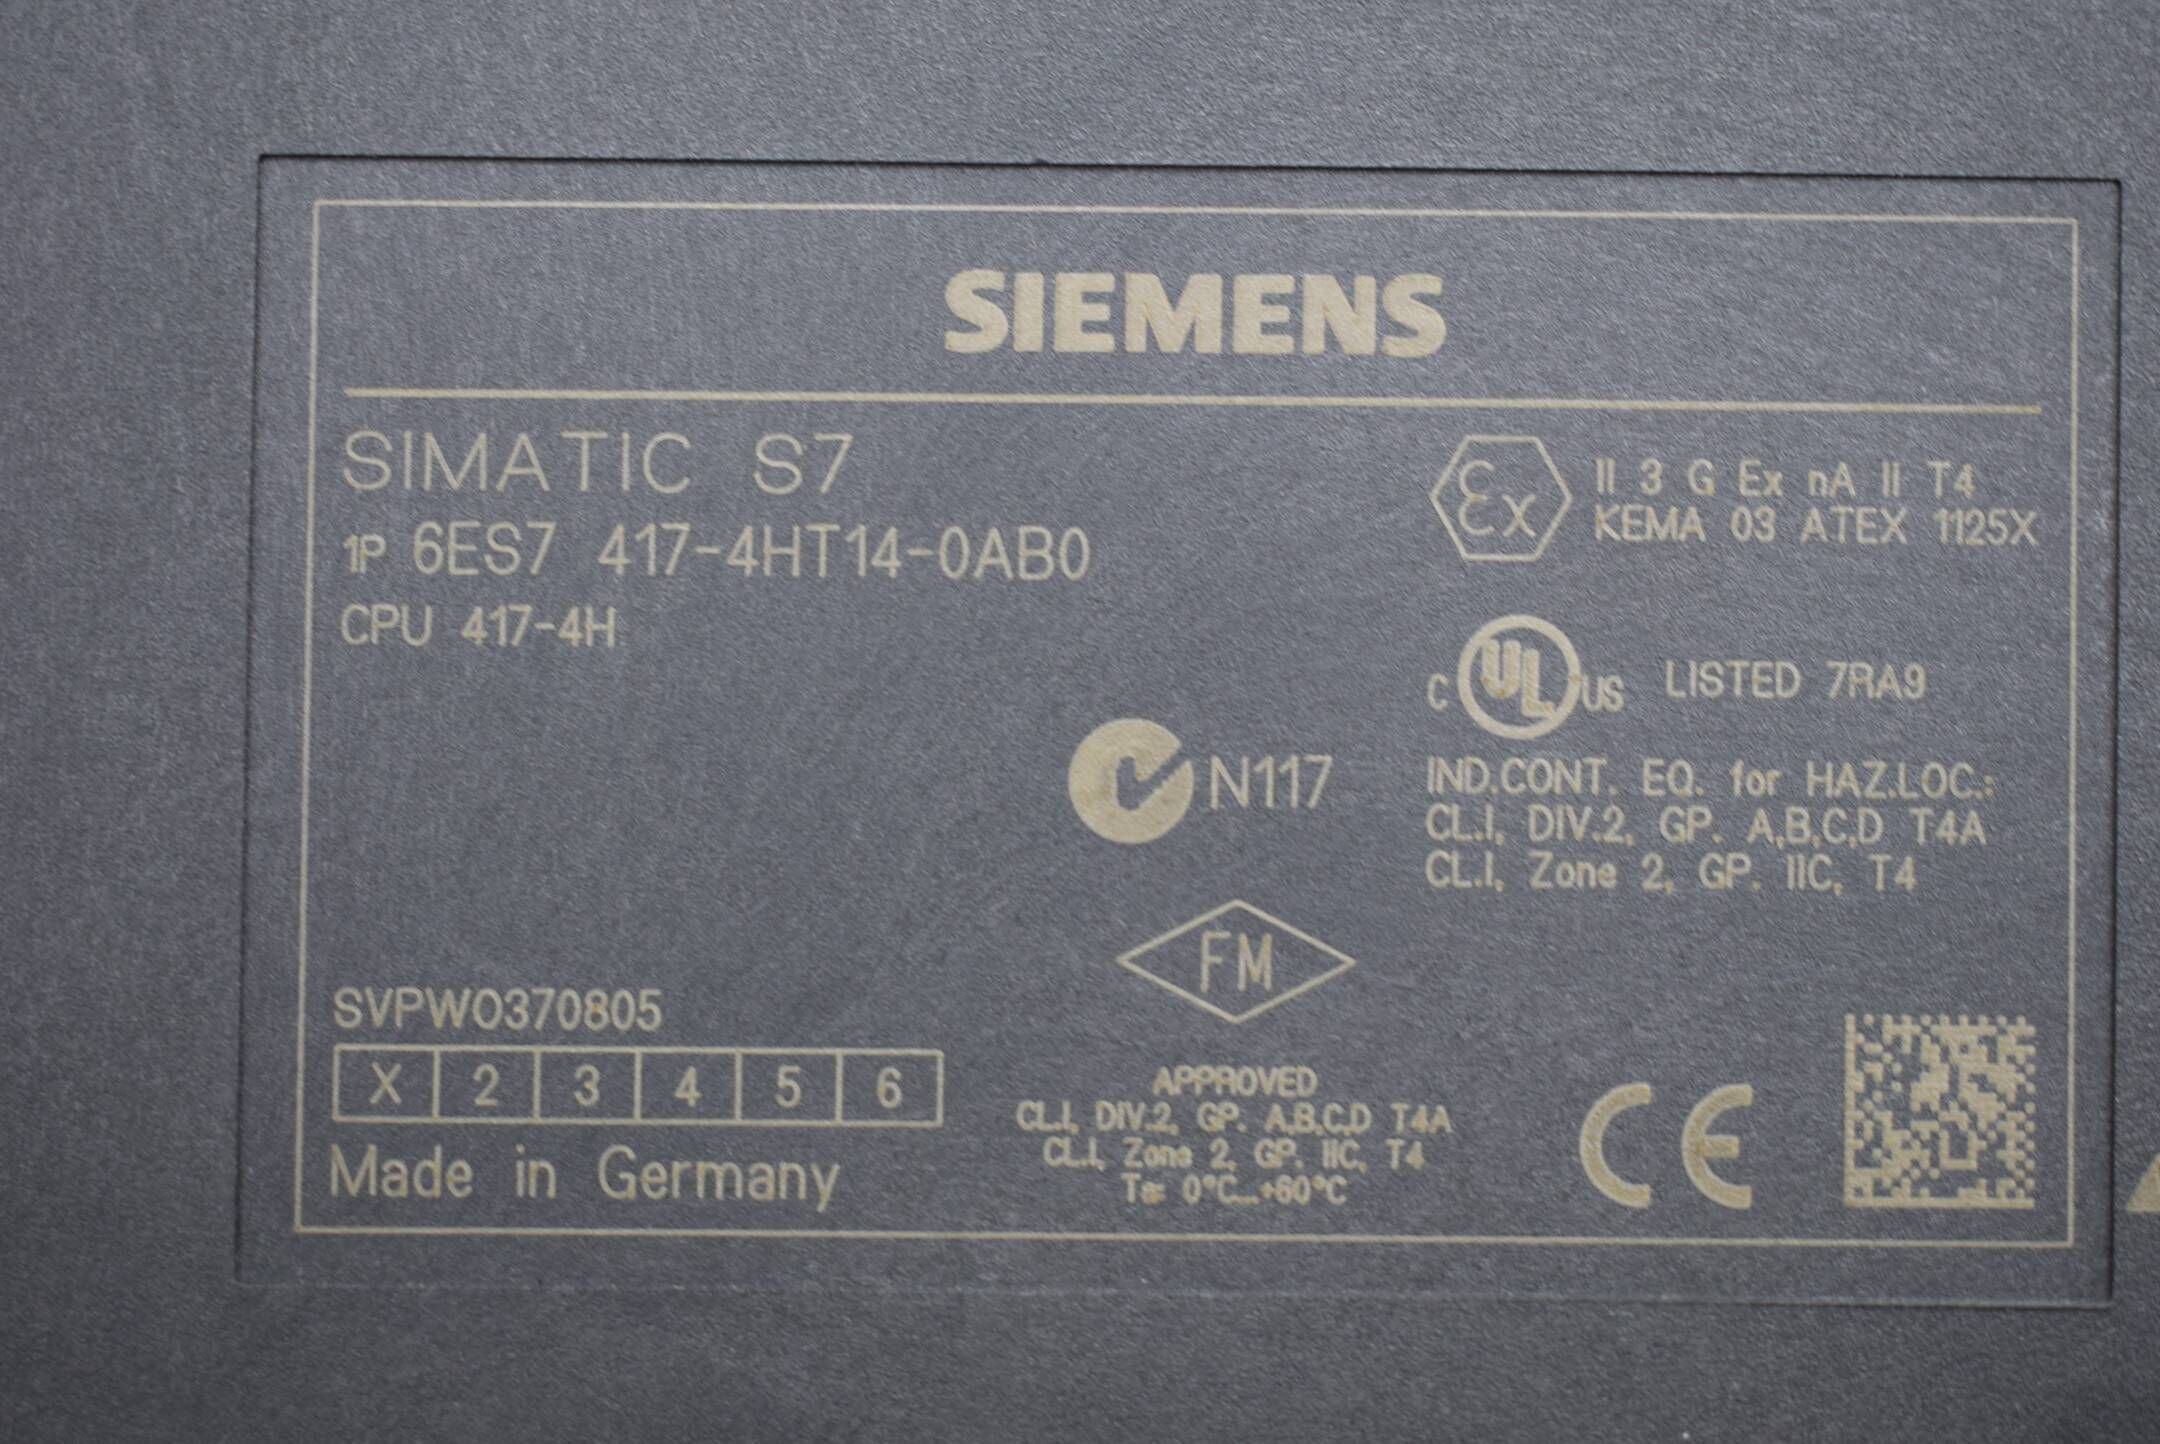 SIEMENS
SIMATIC S7
1P 6ES7 417-4HT14-0AB0
CPU 417-4H
Ex
II 3 G Ex nA II T4
KEMA 03 ATEX 1125X
C UL US LISTED 7RA9
N117
IND.CONT. EQ. for HAZ.LOC.:
CL.I, DIV.2, GP. A,B,C,D T4A
CL.I, Zone 2, GP. IIC, T4
FM
APPROVED
CL.I, DIV.2, GP. A.B.C.D T4A
CL.I, Zone 2, GP. IIC, T4
Ta: 0°C...+60°C
SVPW0370805
X 2 3 4 5 6
Made in Germany
CE